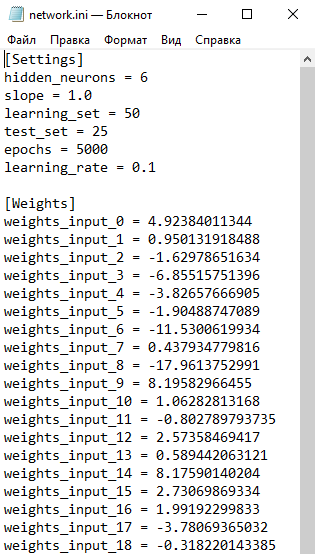 network.ini — Блокнот
Файл Правка Формат Вид Справка
[Settings]
hidden_neurons = 6
slope = 1.0
learning_set = 50
test_set = 25
epochs = 5000
learning_rate = 0.1
[Weights]
weights_input_0 = 4.92384011344
weights_input_1 = 0.950131918488
weights_input_2 = -1.62978651634
weights_input_3 = -6.85515751396
weights_input_4 = -3.82657666905
weights_input_5 = -1.90488747089
weights_input_6 = -11.5300619934
weights_input_7 = 0.437934779816
weights_input_8 = -17.9613752991
weights_input_9 = 8.19582966455
weights_input_10 = 1.06282813168
weights_input_11 = -0.802789793735
weights_input_12 = 2.57358469417
weights_input_13 = 0.589442063121
weights_input_14 = 8.17590140204
weights_input_15 = 2.73069869334
weights_input_16 = 1.99192299833
weights_input_17 = -3.78069365032
weights_input_18 = -0.318220143385